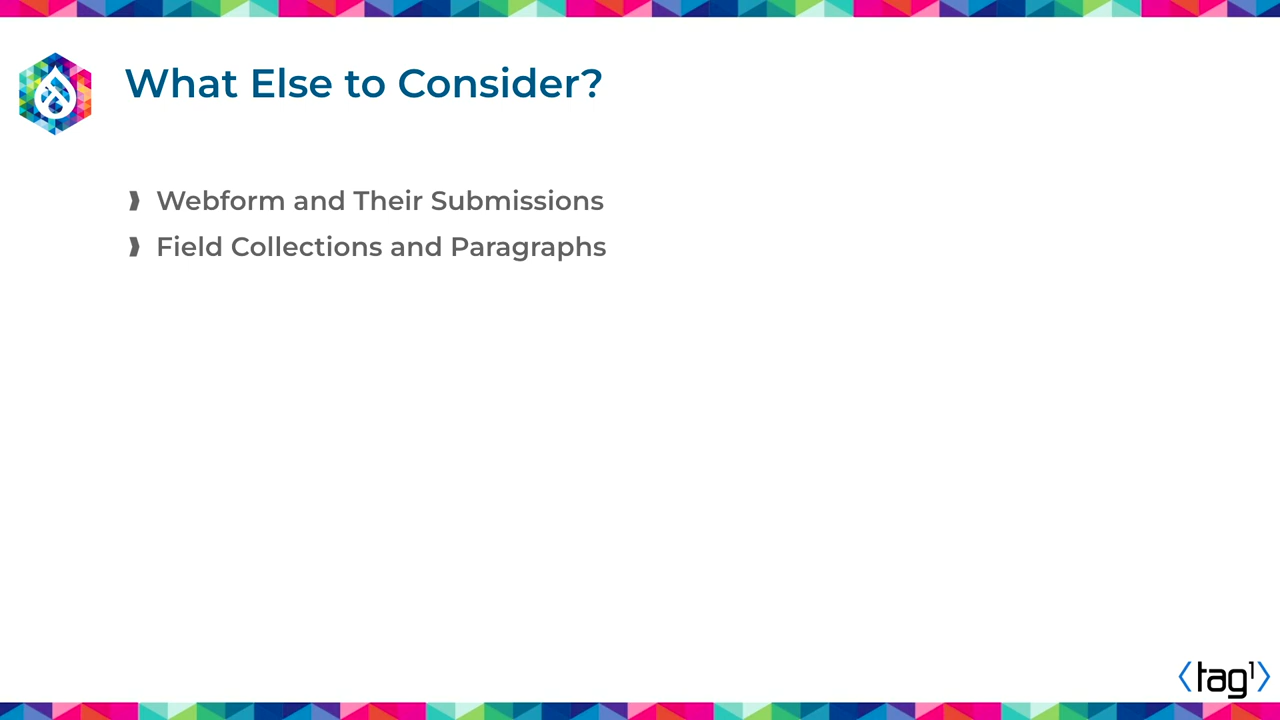 What Else to Consider?
Webform and Their Submissions
Field Collections and Paragraphs
⟨tag1⟩